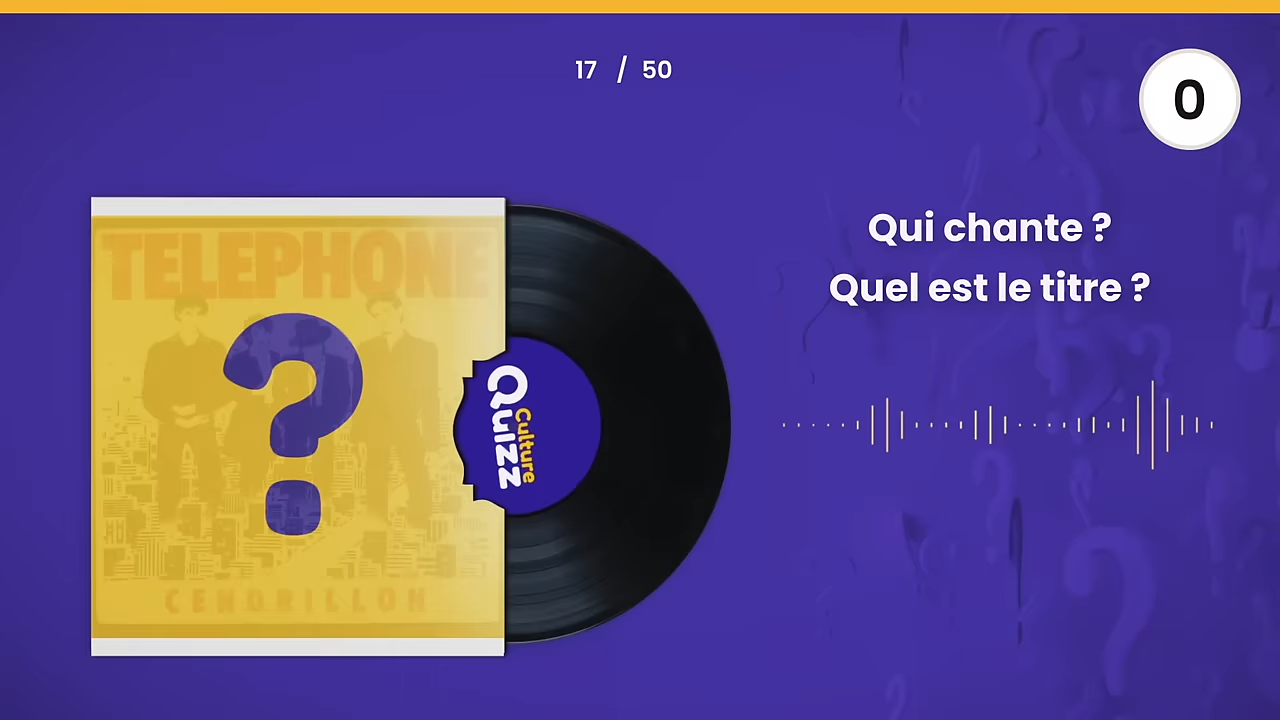 17 / 50
0
TELEPHONE
CENDRILLON
Culture
Quizz
Qui chante ?
Quel est le titre ?